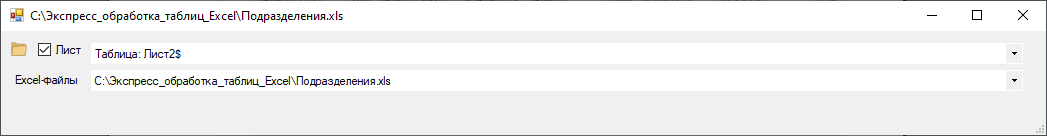 C:\Экспресс_обработка_таблиц_Excel\Подразделения.xls
Лист Таблица: Лист2$
Excel-файлы C:\Экспресс_обработка_таблиц_Excel\Подразделения.xls